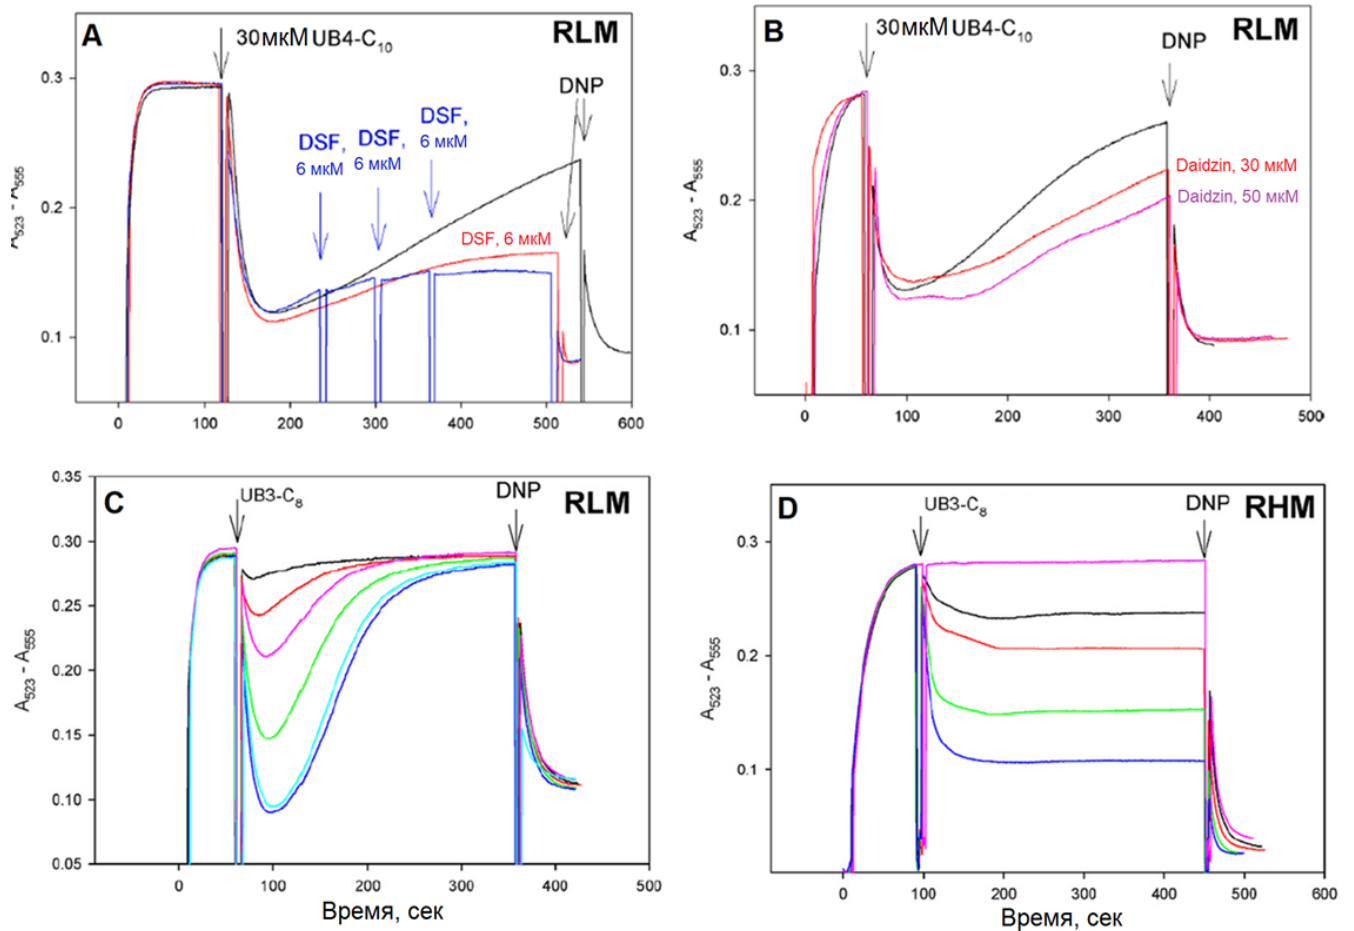 A
30мкМ UB4-C10
RLM
0.3
0.2
0.1
A523 - A555
DSF,
6 мкМ
DSF,
6 мкМ
DSF,
6 мкМ
DNP
DSF, 6 мкМ
0 100 200 300 400 500 600
B
30мкМ UB4-C10
RLM
DNP
0.3
0.2
0.1
A523 - A555
Daidzin, 30 мкМ
Daidzin, 50 мкМ
0 100 200 300 400 500
C
UB3-C8
DNP
RLM
0.35
0.30
0.25
0.20
0.15
0.10
0.05
A523 - A555
0 100 200 300 400 500
Время, сек
D
UB3-C8
DNP
RHM
0.3
0.2
0.1
A523 - A555
0 100 200 300 400 500 600
Время, сек